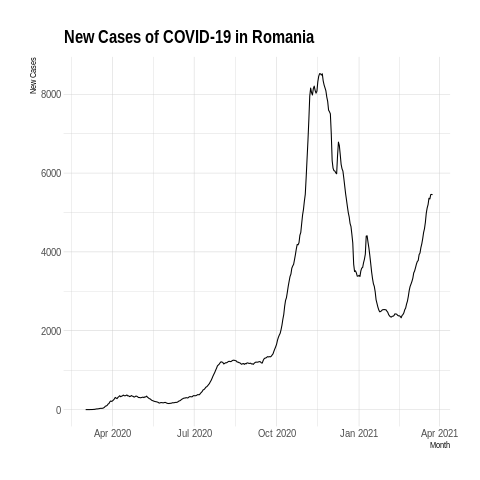 New Cases of COVID-19 in Romania
New Cases
8000
6000
4000
2000
0
Apr 2020 Jul 2020 Oct 2020 Jan 2021 Apr 2021
Month